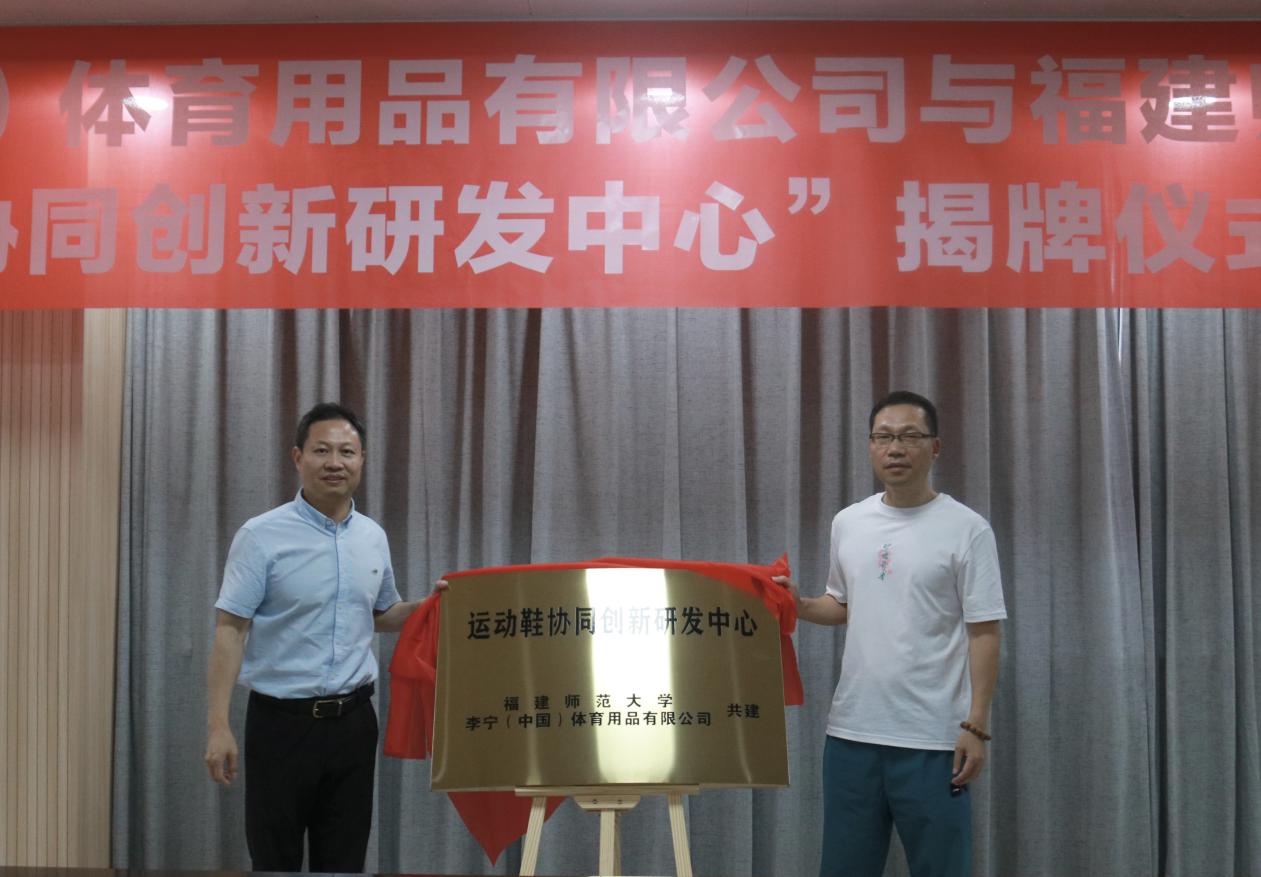 ）体育用品有限公司与福建
协同创新研发中心”揭牌仪式
运动鞋协同创新研发中心
福建师范大学
李宁（中国）体育用品有限公司 共建